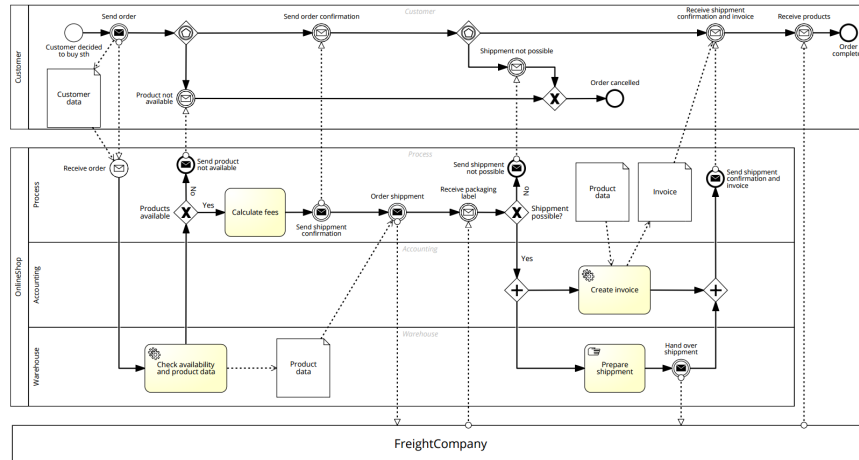 Customer
Send order
Send order confirmation
Receive shippment
confirmation and invoice
Receive products
Customer decided
to buy sth
Shippment not possible
Order
complete
Customer
Customer
data
Product not
available
Order cancelled
Process
Receive order
Send product
not available
Send shippment
not possible
Send shippment
confirmation and
invoice
Process
No
Order shippment
Receive packaging
label
No
Product
data
Invoice
Products
available
Yes
Calculate fees
Shippment
possible?
Send shippment
confirmation
OnlineShop
Accounting
Accounting
Yes
Create invoice
Warehouse
Warehouse
Check availability
and product data
Product
data
Prepare
shippment
Hand over
shippment
FreightCompany